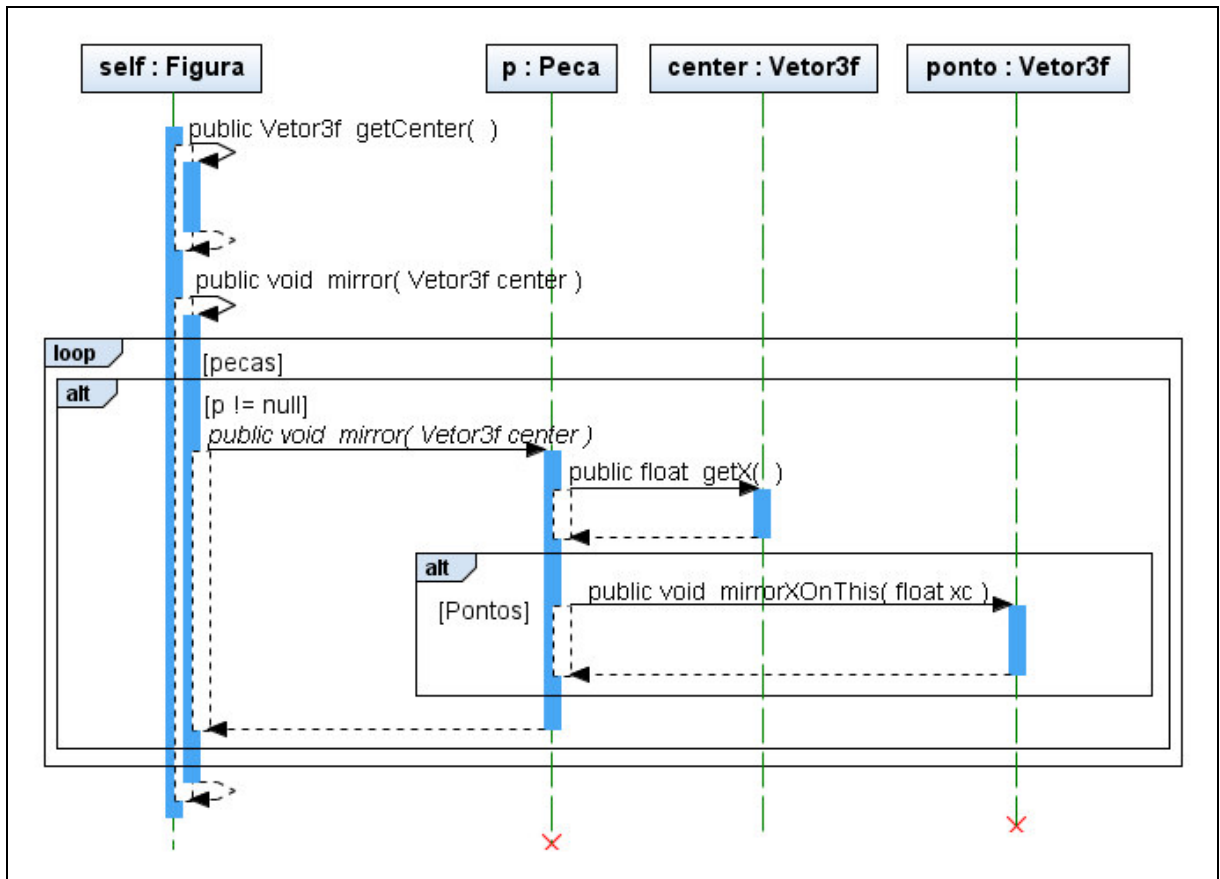 self : Figura
p : Peca
center : Vetor3f
ponto : Vetor3f
public Vetor3f getCenter( )
public void mirror( Vetor3f center )
loop
[pecas]
alt
[p != null]
public void mirror( Vetor3f center )
public float getX( )
alt
public void mirrorXOnThis( float xc )
[Pontos]